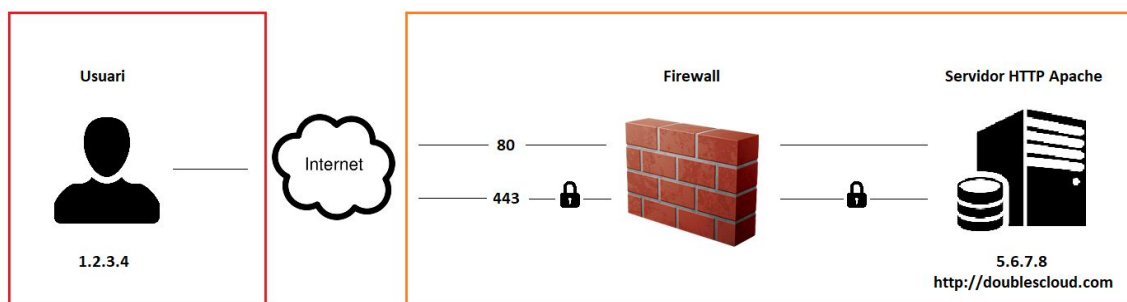 Usuari
1.2.3.4
Internet
80
443
Firewall
Servidor HTTP Apache
5.6.7.8
http://doublescloud.com